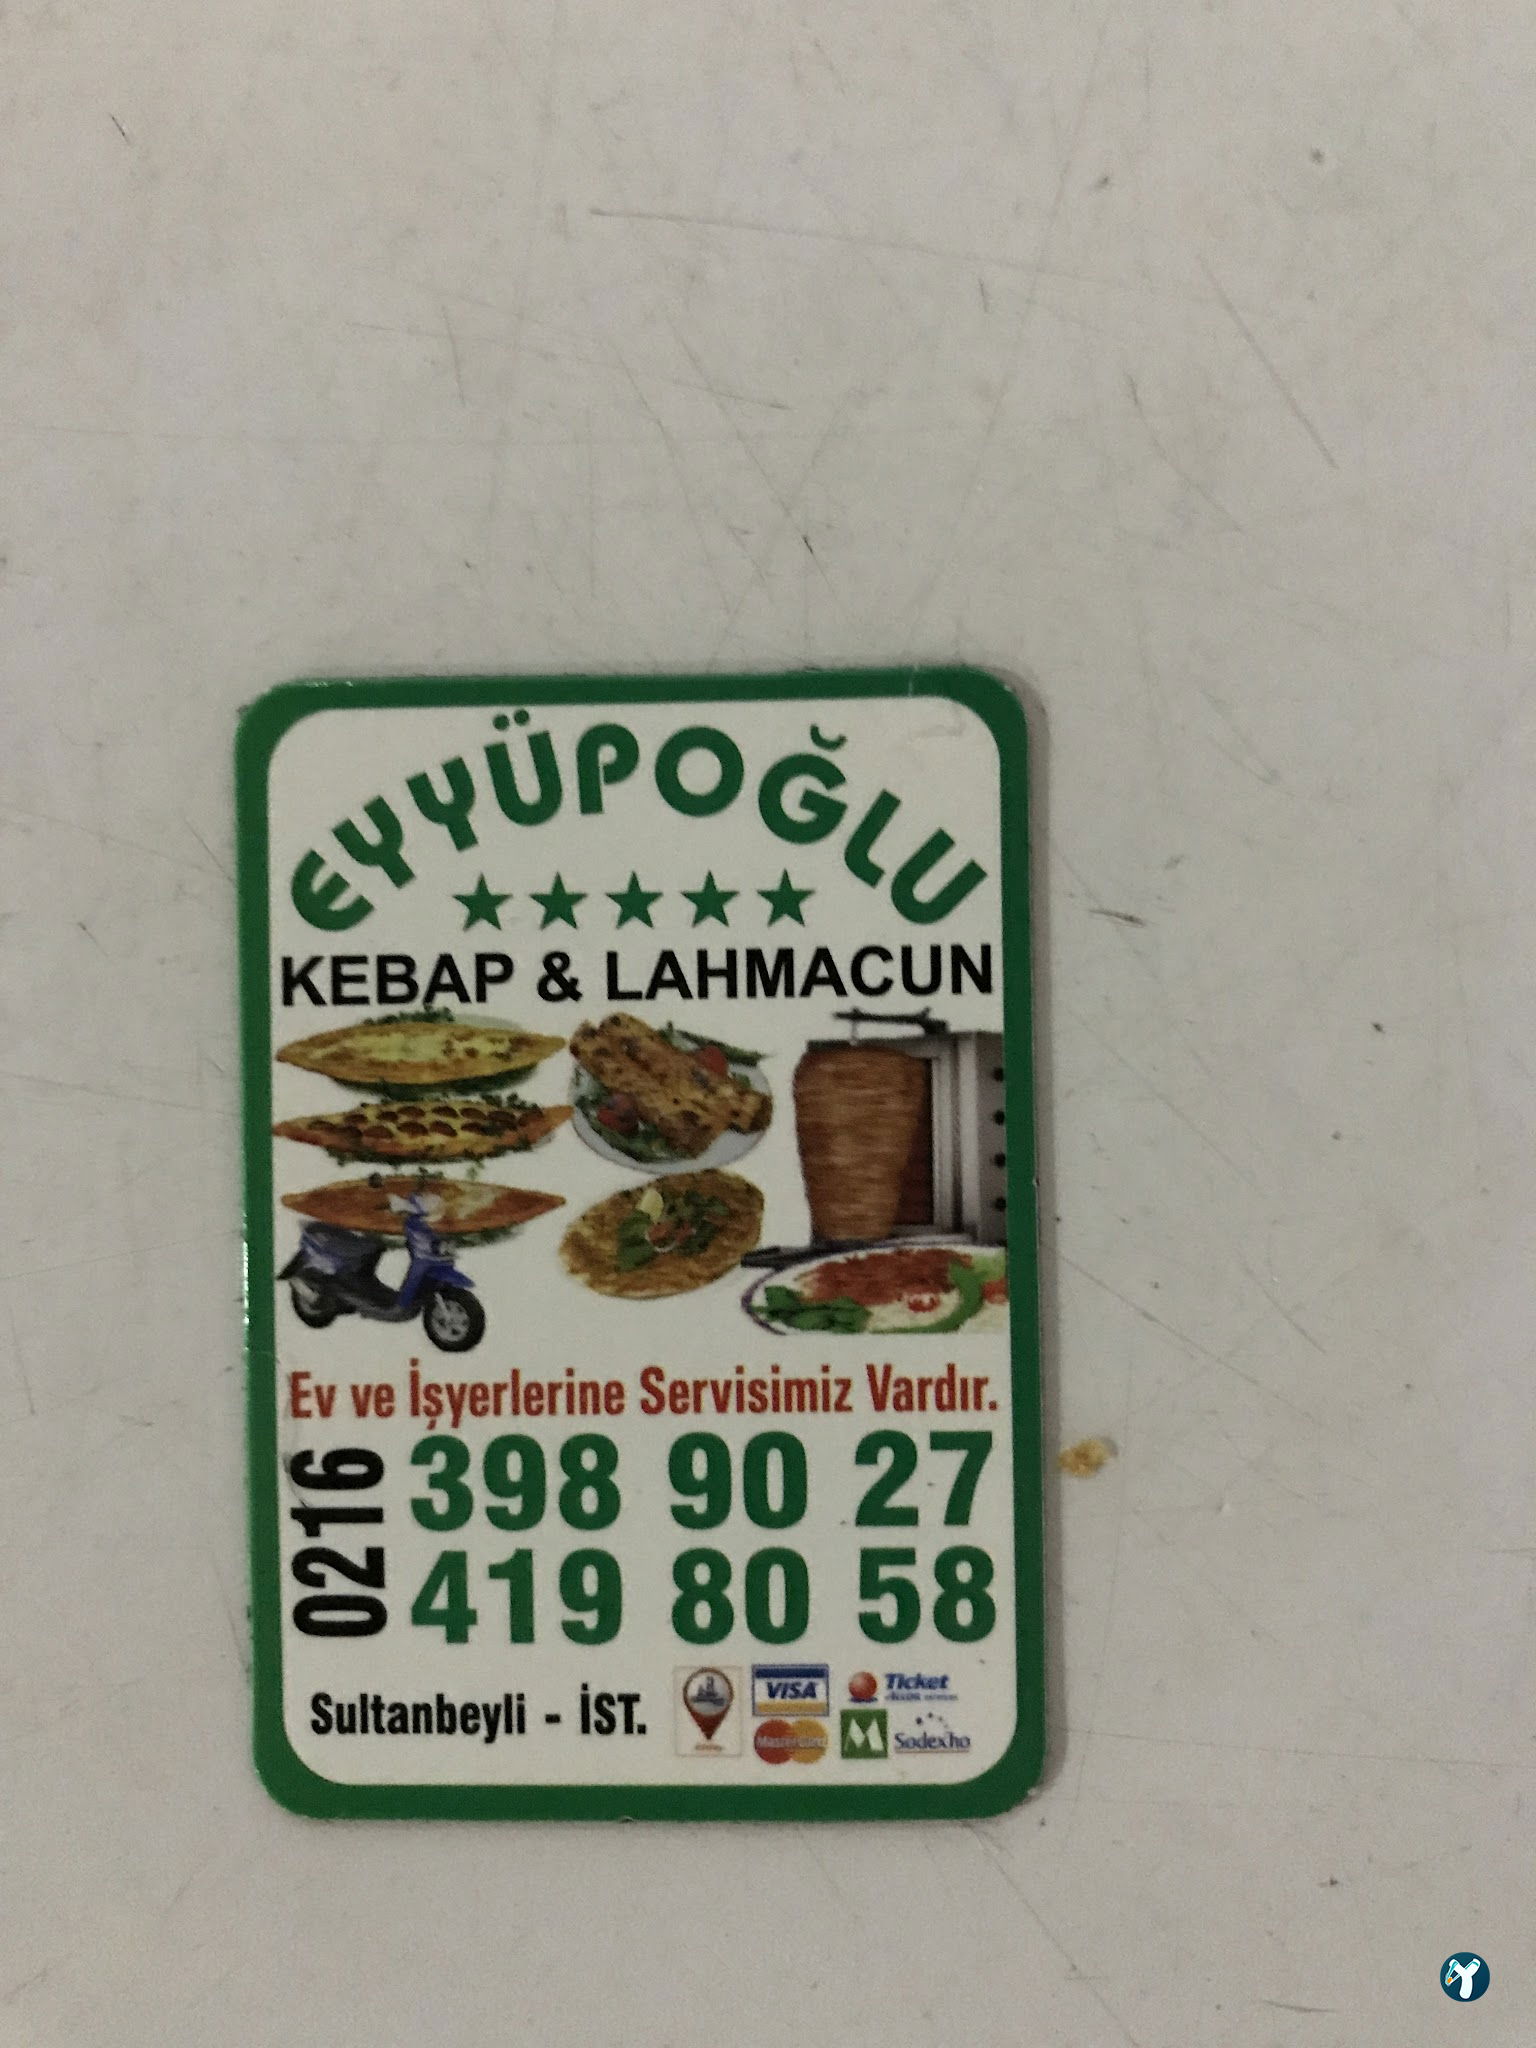 EYYÜPOĞLU
KEBAP & LAHMACUN
Ev ve İşyerlerine Servisimiz Vardır.
0216
398 90 27
419 80 58
Sultanbeyli - İST.
VISA
Ticket
MasterCard
Sodexho